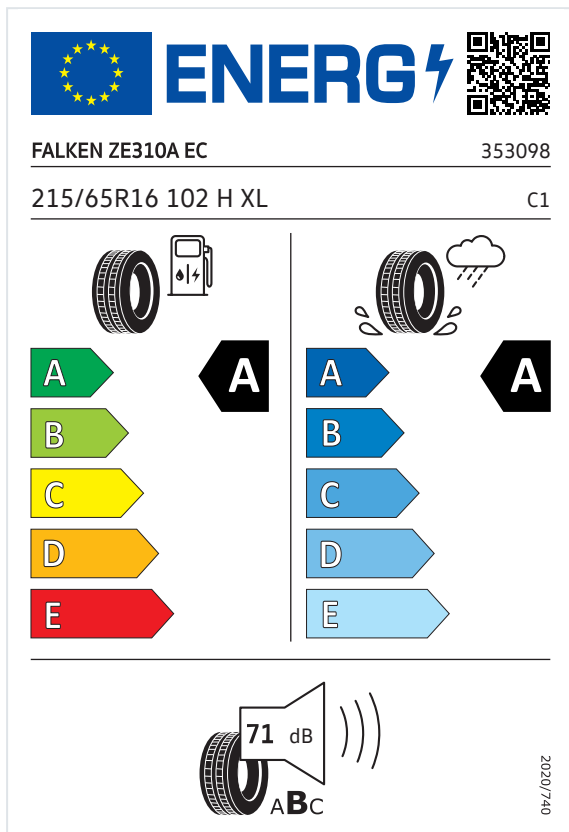 ENERG
FALKEN ZE310A EC 353098
215/65R16 102 H XL C1
A A A A
B B
C C
D D
E E
71 dB
ABC
2020/740